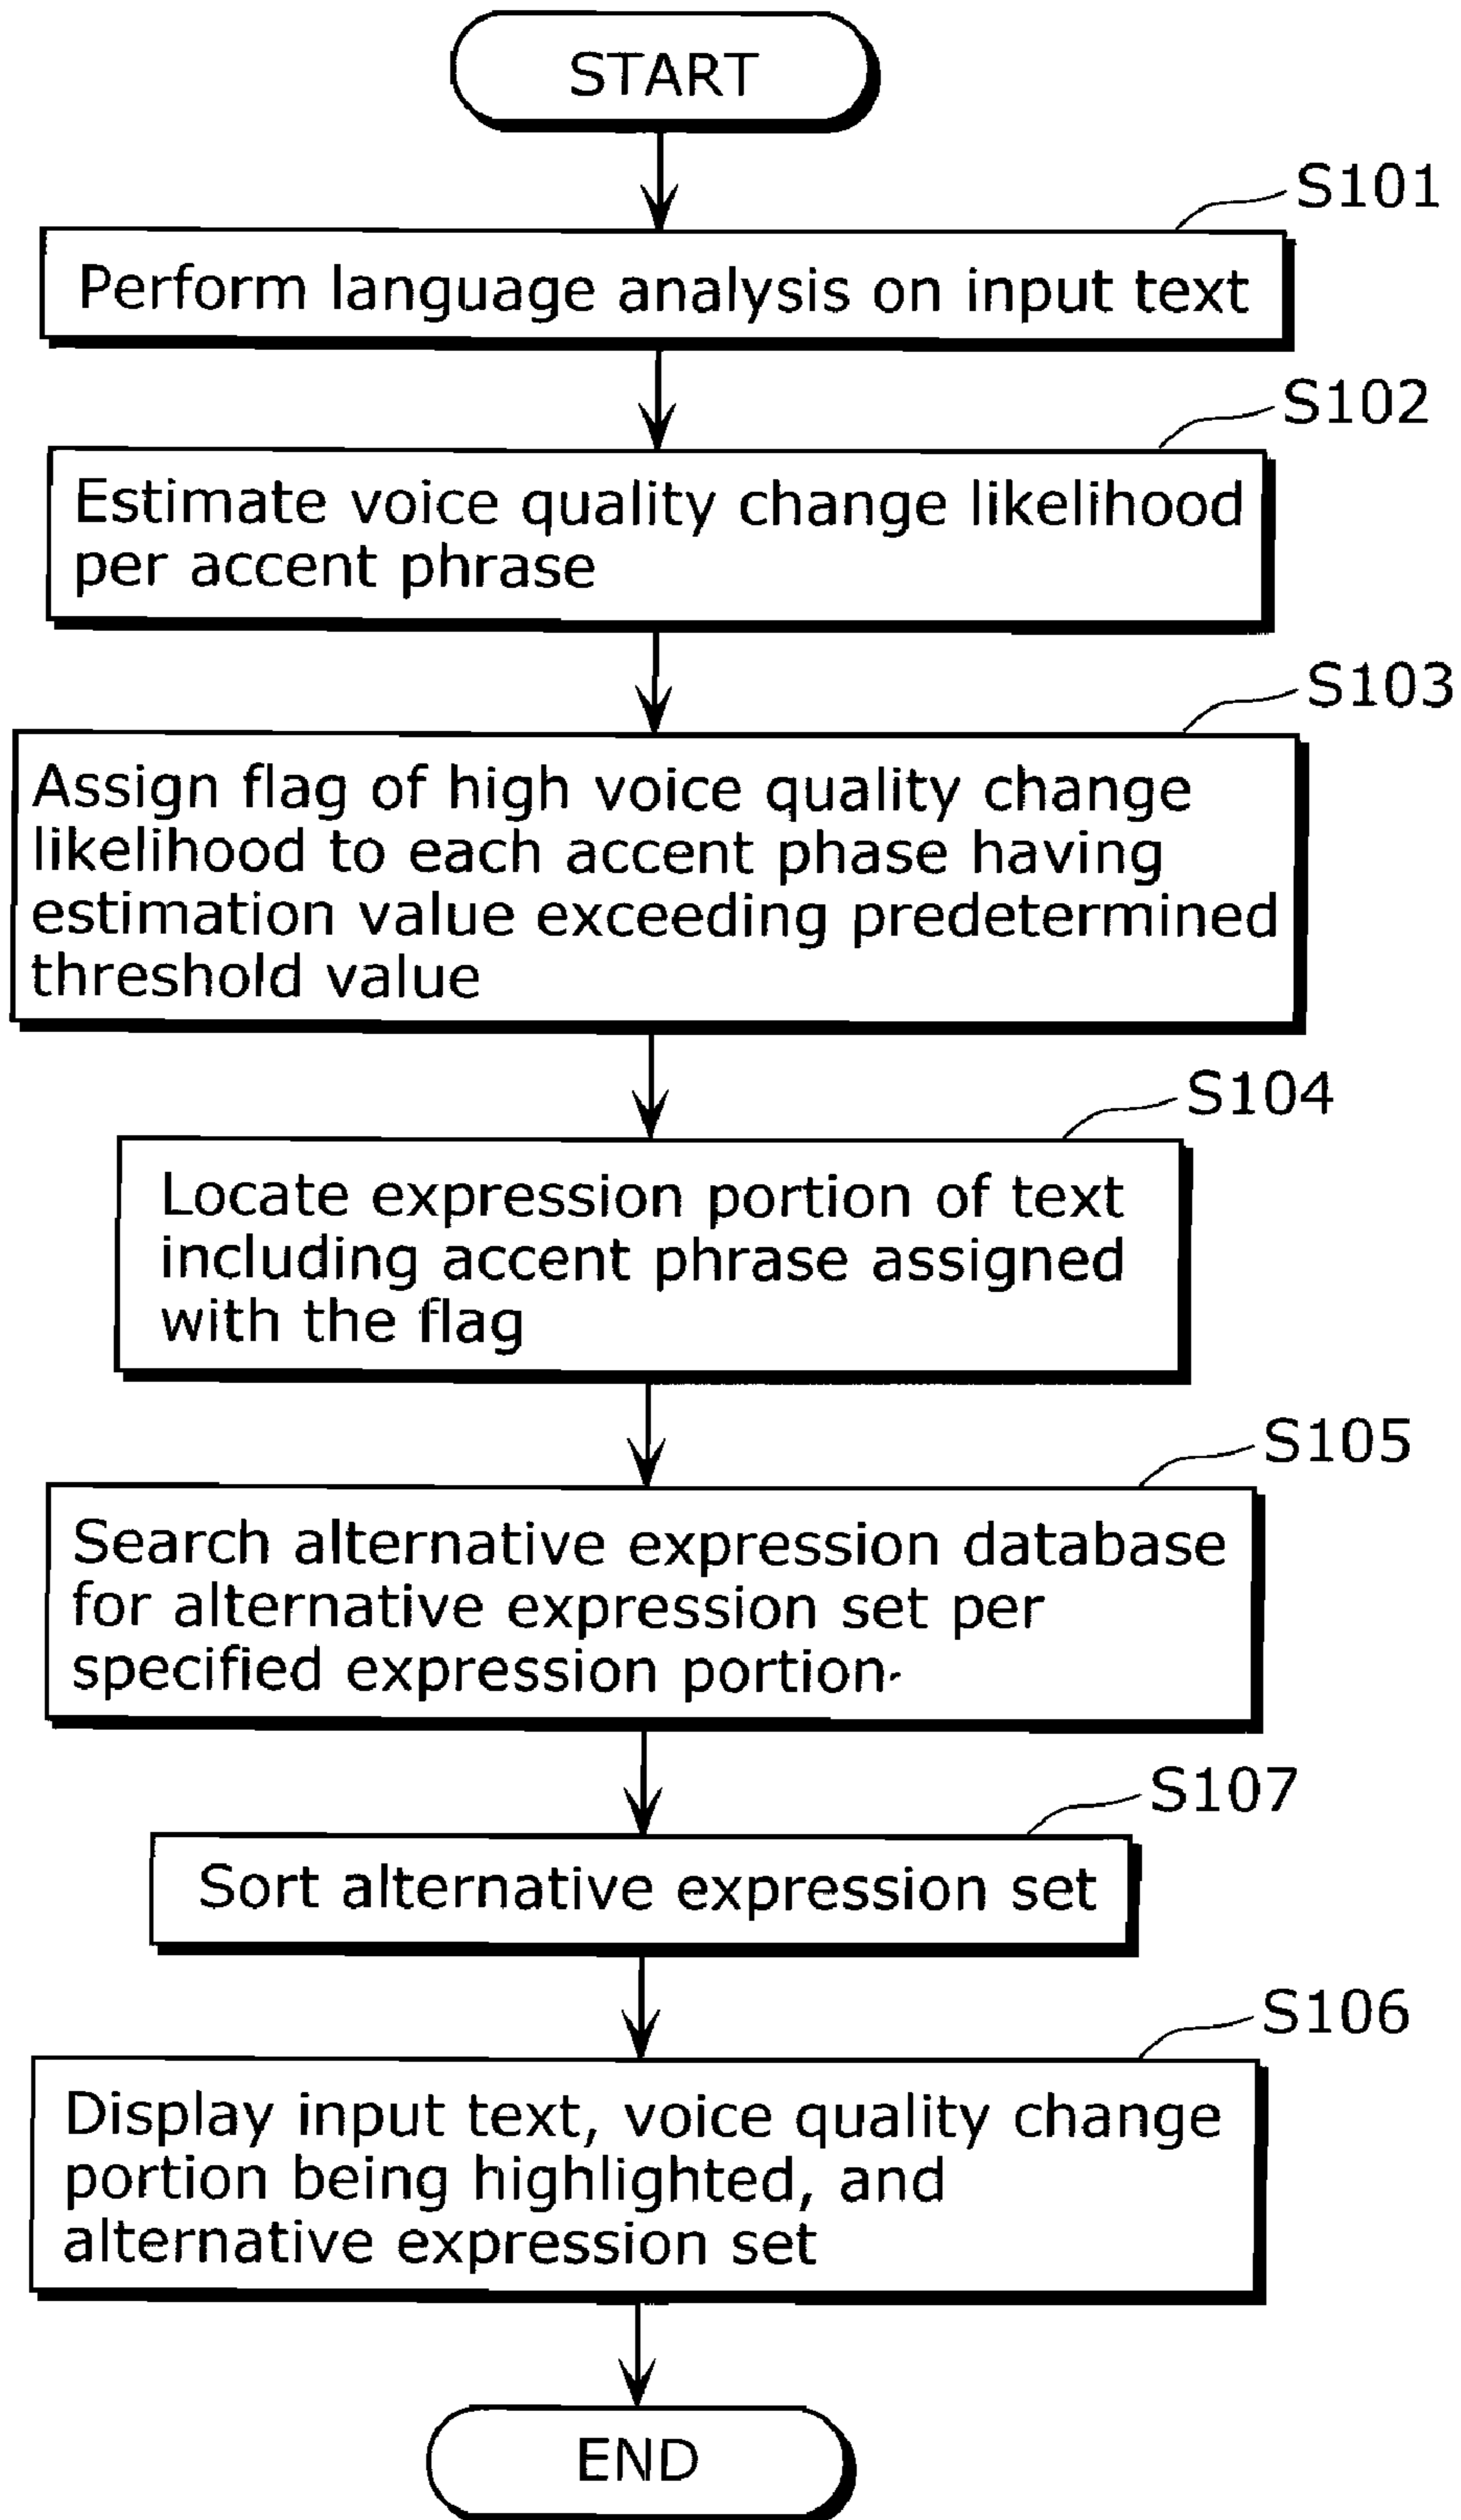 START
S101
Perform language analysis on input text
S102
Estimate voice quality change likelihood
per accent phrase
S103
Assign flag of high voice quality change
likelihood to each accent phase having
estimation value exceeding predetermined
threshold value
S104
Locate expression portion of text
including accent phrase assigned
with the flag
S105
Search alternative expression database
for alternative expression set per
specified expression portion
S107
Sort alternative expression set
S106
Display input text, voice quality change
portion being highlighted, and
alternative expression set
END